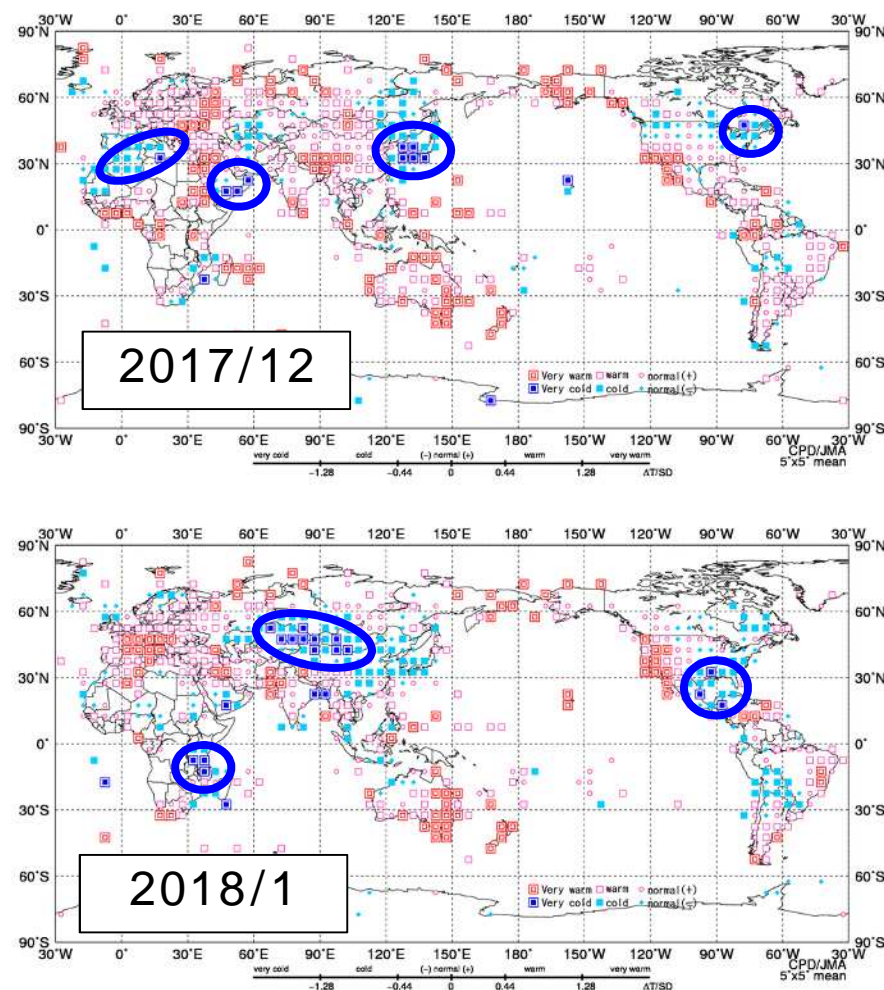 30˚W 0˚ 30˚E 60˚E 90˚E 120˚E 150˚E 180˚ 150˚W 120˚W 90˚W 60˚W 30˚W
90˚N 90˚N
60˚N 60˚N
30˚N 30˚N
0˚ 0˚
30˚S 30˚S
60˚S 60˚S
2017/12
Very warm warm normal(+)
Very cold cold normal(−)
90˚S 90˚S
30˚W 0˚ 30˚E 60˚E 90˚E 120˚E 150˚E 180˚ 150˚W 120˚W 90˚W 60˚W 30˚W
CPD/JMA
5˚x5˚ mean
very cold cold (−) normal (+) warm very warm
−1.28 −0.44 0 0.44 1.28 ΔT/SD
30˚W 0˚ 30˚E 60˚E 90˚E 120˚E 150˚E 180˚ 150˚W 120˚W 90˚W 60˚W 30˚W
90˚N 90˚N
60˚N 60˚N
30˚N 30˚N
0˚ 0˚
30˚S 30˚S
60˚S 60˚S
2018/1
Very warm warm normal(+)
Very cold cold normal(−)
90˚S 90˚S
30˚W 0˚ 30˚E 60˚E 90˚E 120˚E 150˚E 180˚ 150˚W 120˚W 90˚W 60˚W 30˚W
CPD/JMA
5˚x5˚ mean
very cold cold (−) normal (+) warm very warm
−1.28 −0.44 0 0.44 1.28 ΔT/SD